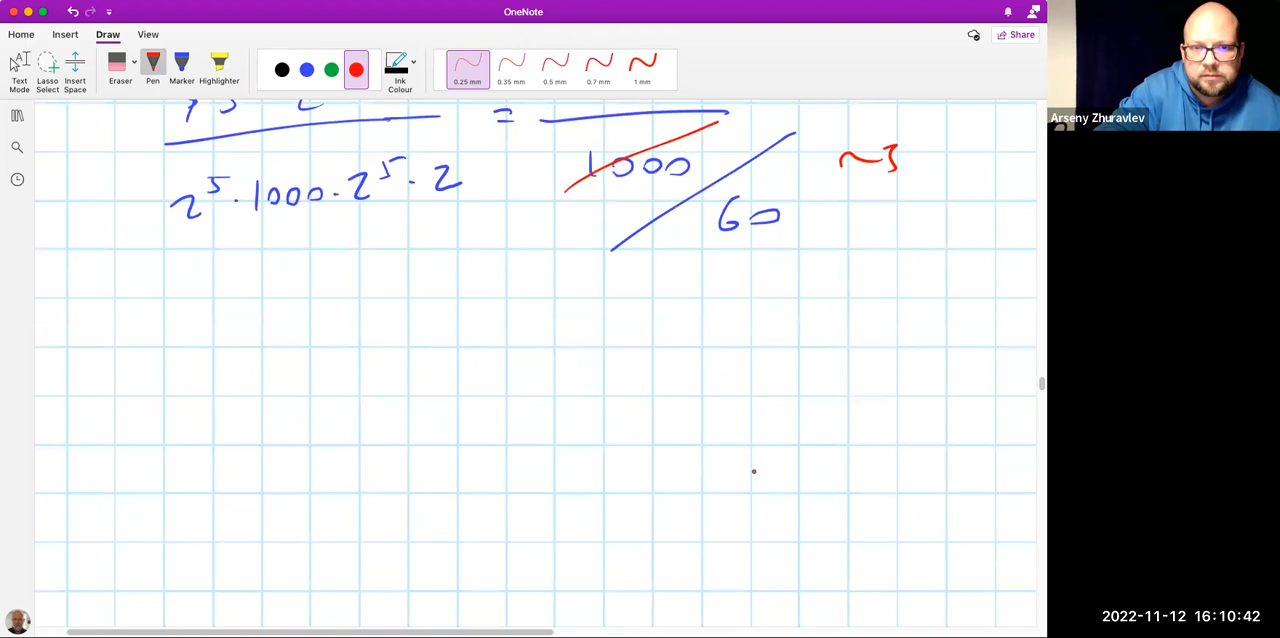 OneNote
Home Insert Draw View
Share
Text Mode
Lasso Select
Insert Space
Eraser
Pen
Marker
Highlighter
Ink Colour
0.25 mm
0.35 mm
0.5 mm
0.7 mm
1 mm
Arseny Zhuravlev
=
2⁵ · 1000 · 2⁵ · 2
1000
60
~3
2022-11-12 16:10:42